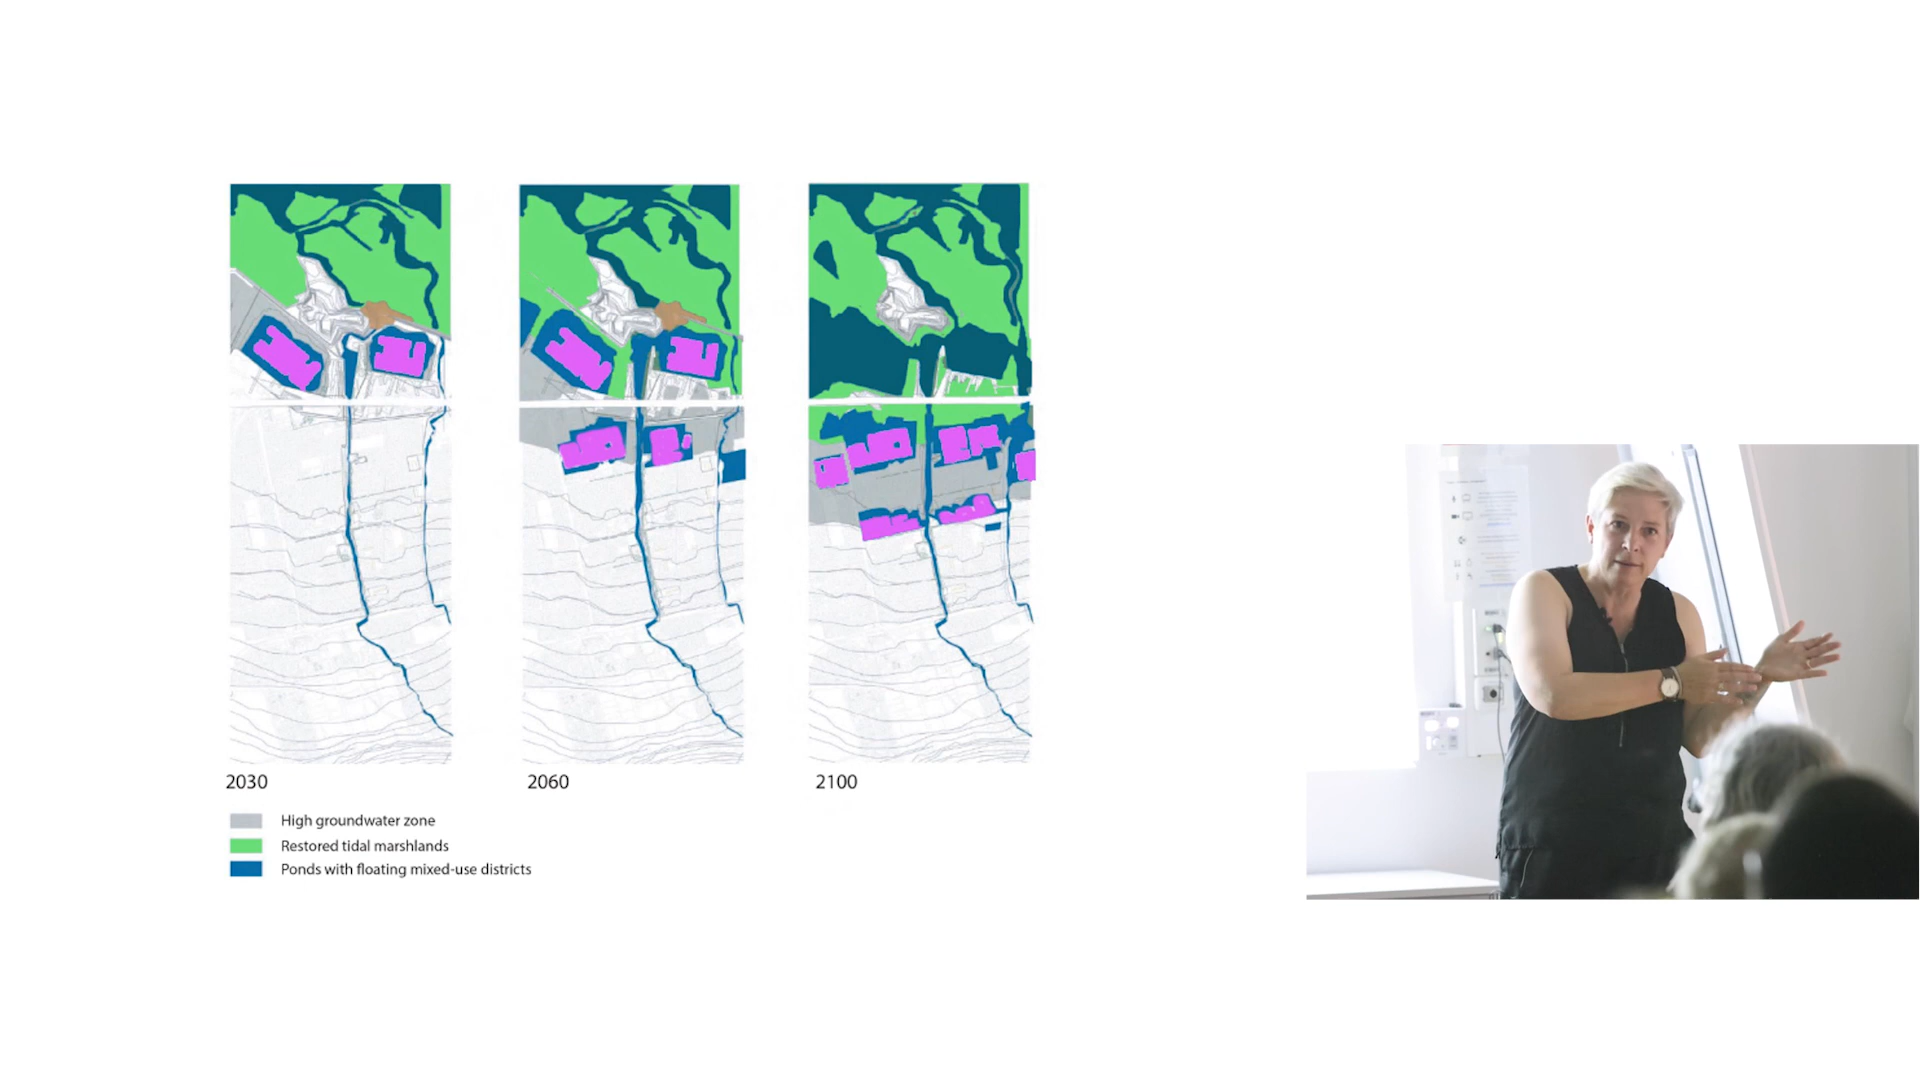 2030
2060
2100
High groundwater zone
Restored tidal marshlands
Ponds with floating mixed-use districts